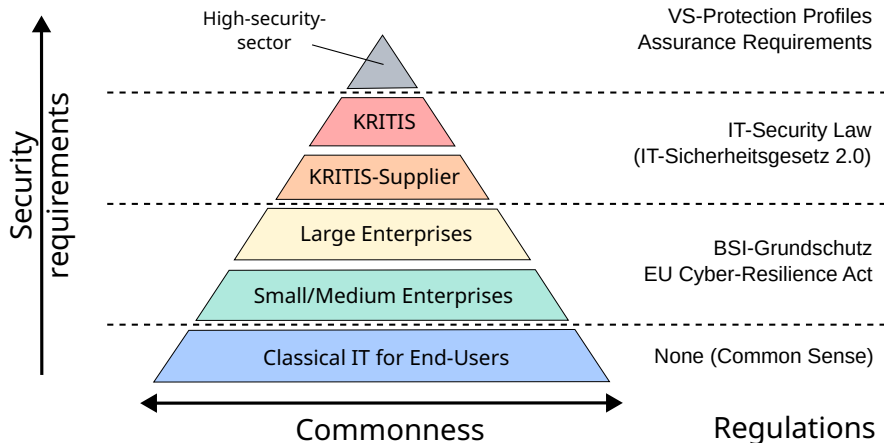 High-security-
sector
VS-Protection Profiles
Assurance Requirements
Security
requirements
KRITIS
KRITIS-Supplier
IT-Security Law
(IT-Sicherheitsgesetz 2.0)
Large Enterprises
Small/Medium Enterprises
BSI-Grundschutz
EU Cyber-Resilience Act
Classical IT for End-Users
None (Common Sense)
Commonness
Regulations